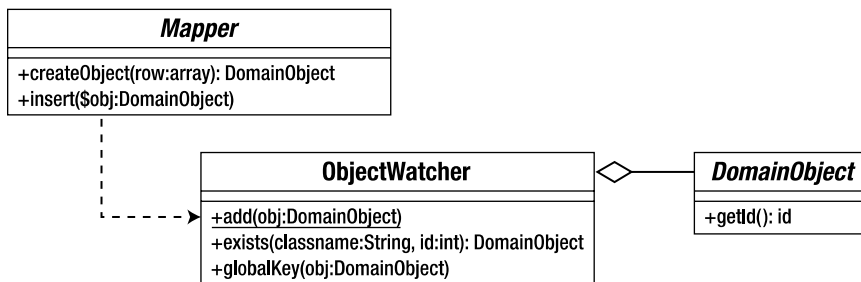 Mapper
+createObject(row:array): DomainObject
+insert($obj:DomainObject)
ObjectWatcher
+add(obj:DomainObject)
+exists(classname:String, id:int): DomainObject
+globalKey(obj:DomainObject)
DomainObject
+getId(): id